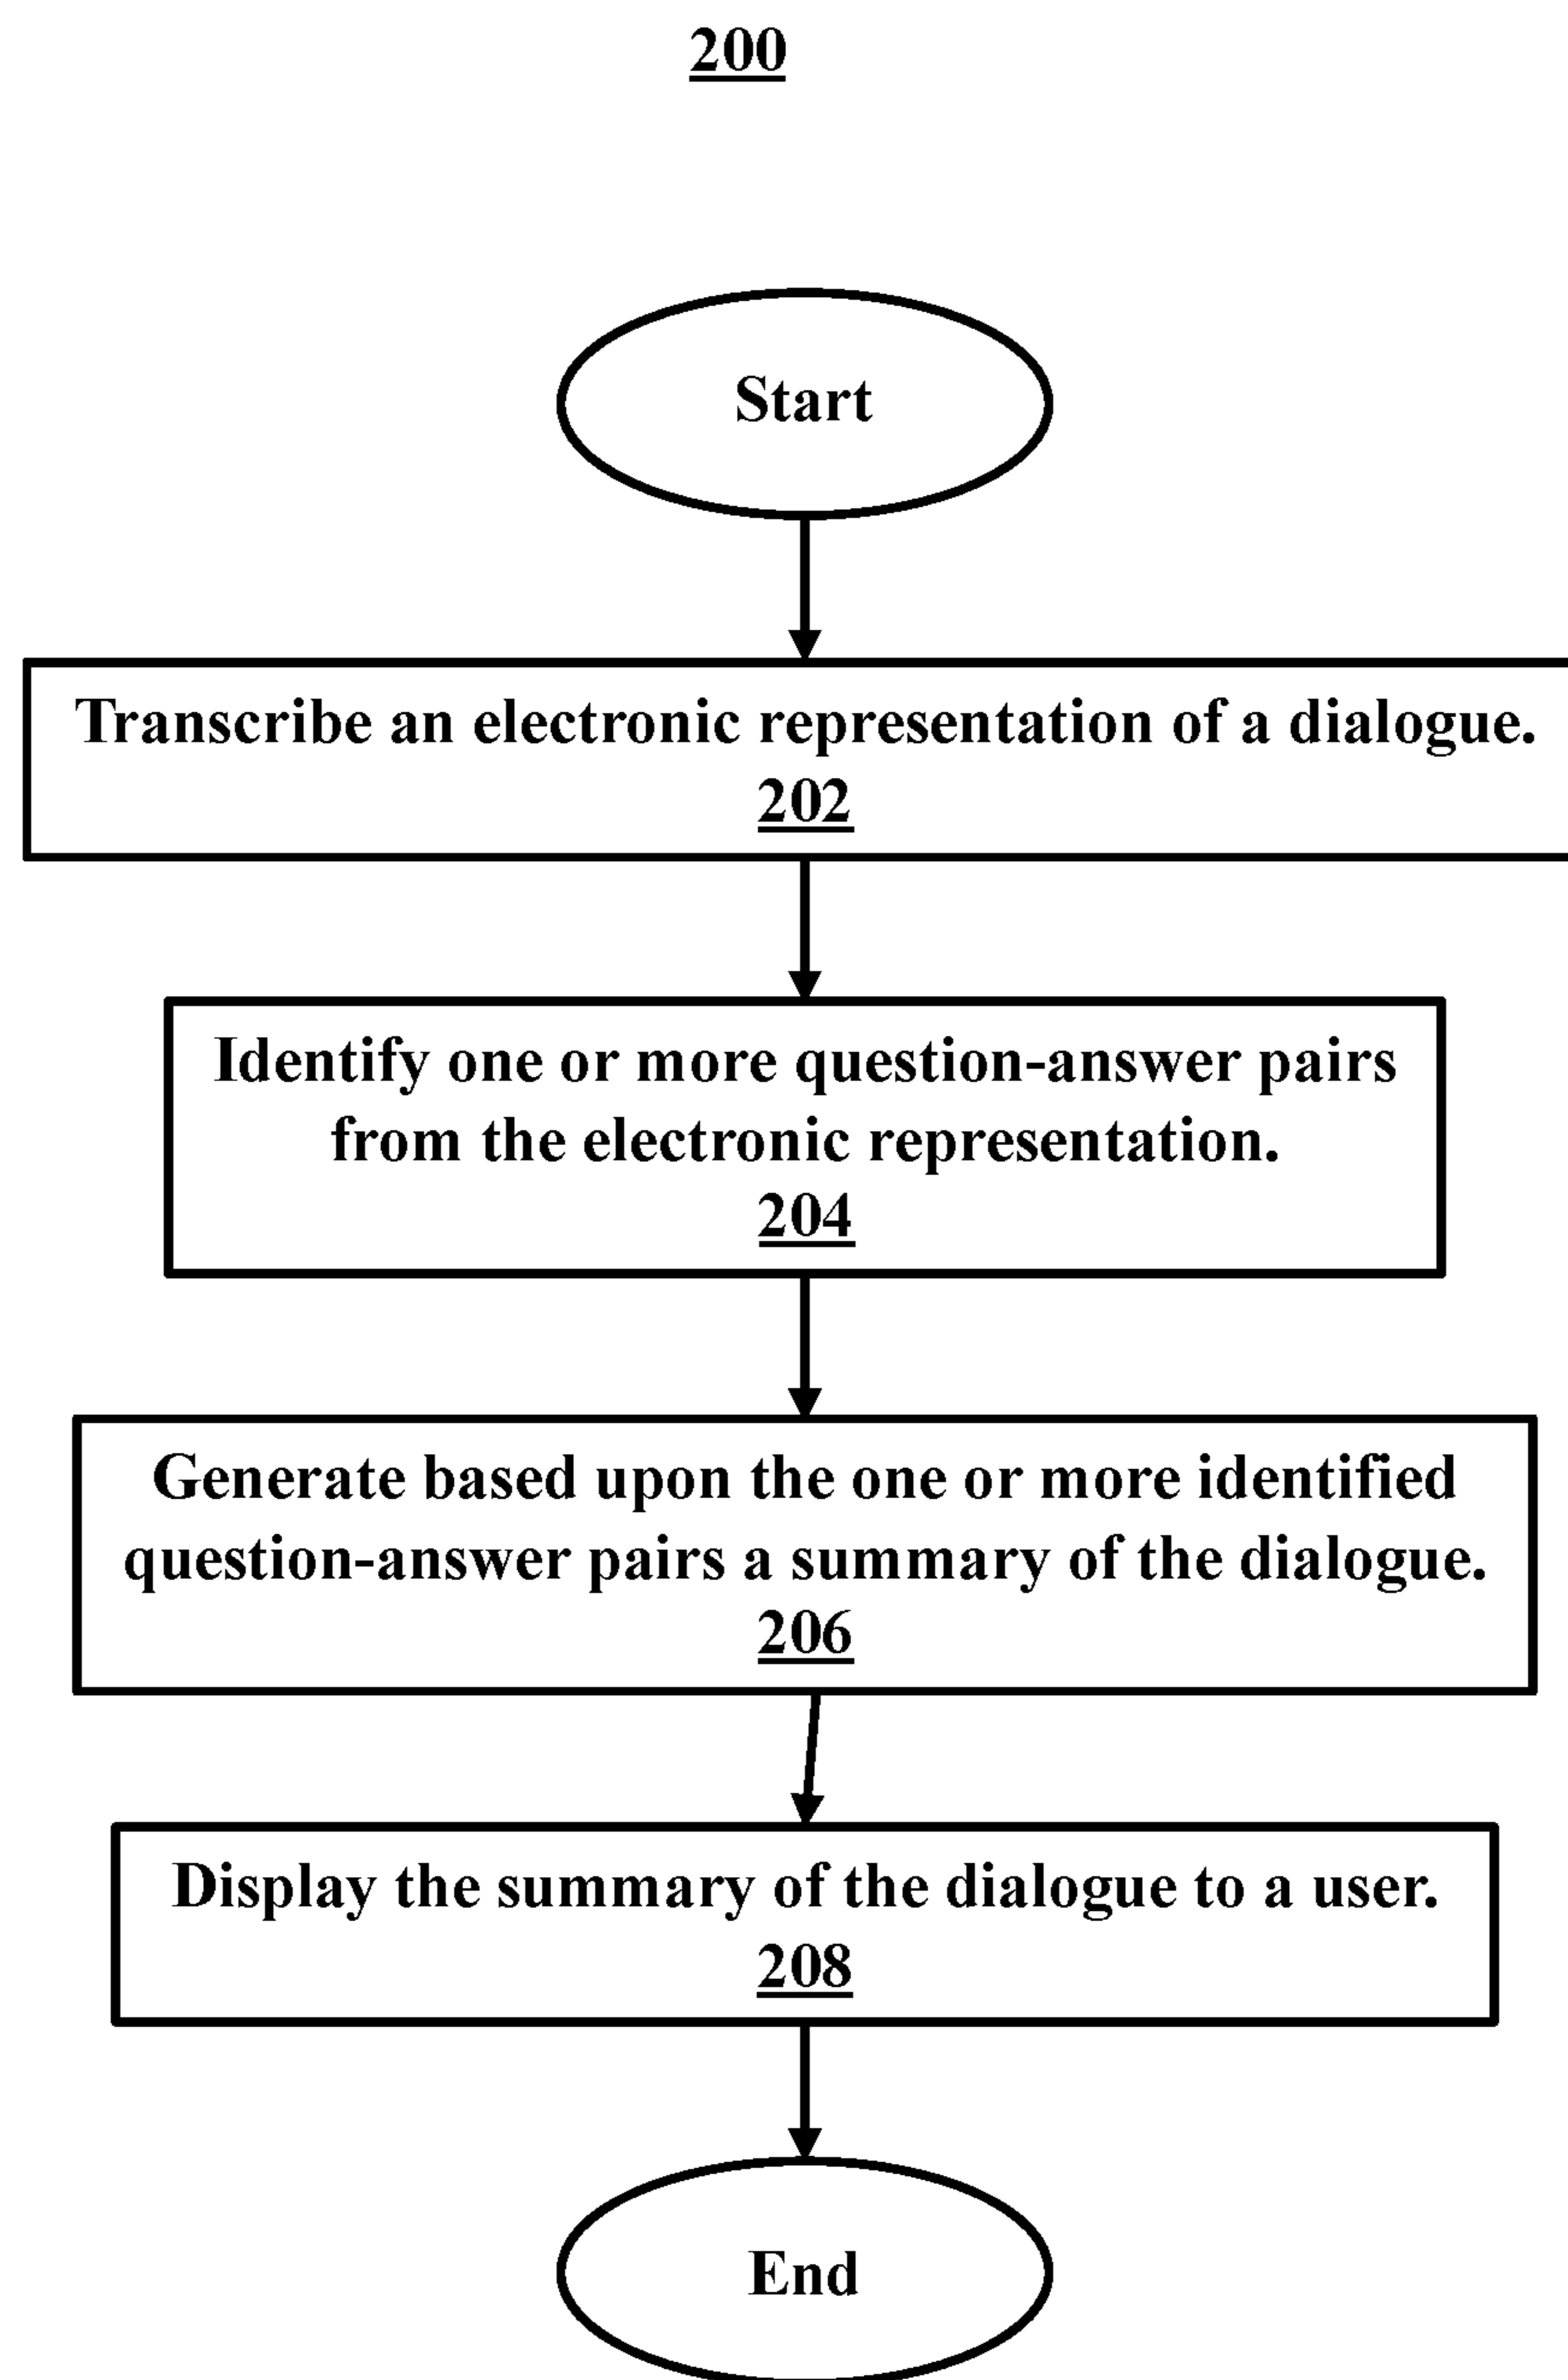 200
Start
Transcribe an electronic representation of a dialogue.
202
Identify one or more question-answer pairs
from the electronic representation.
204
Generate based upon the one or more identified
question-answer pairs a summary of the dialogue.
206
Display the summary of the dialogue to a user.
208
End